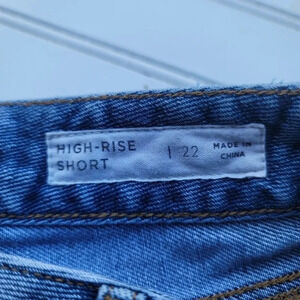 HIGH-RISE
SHORT
| 22
MADE IN
CHINA